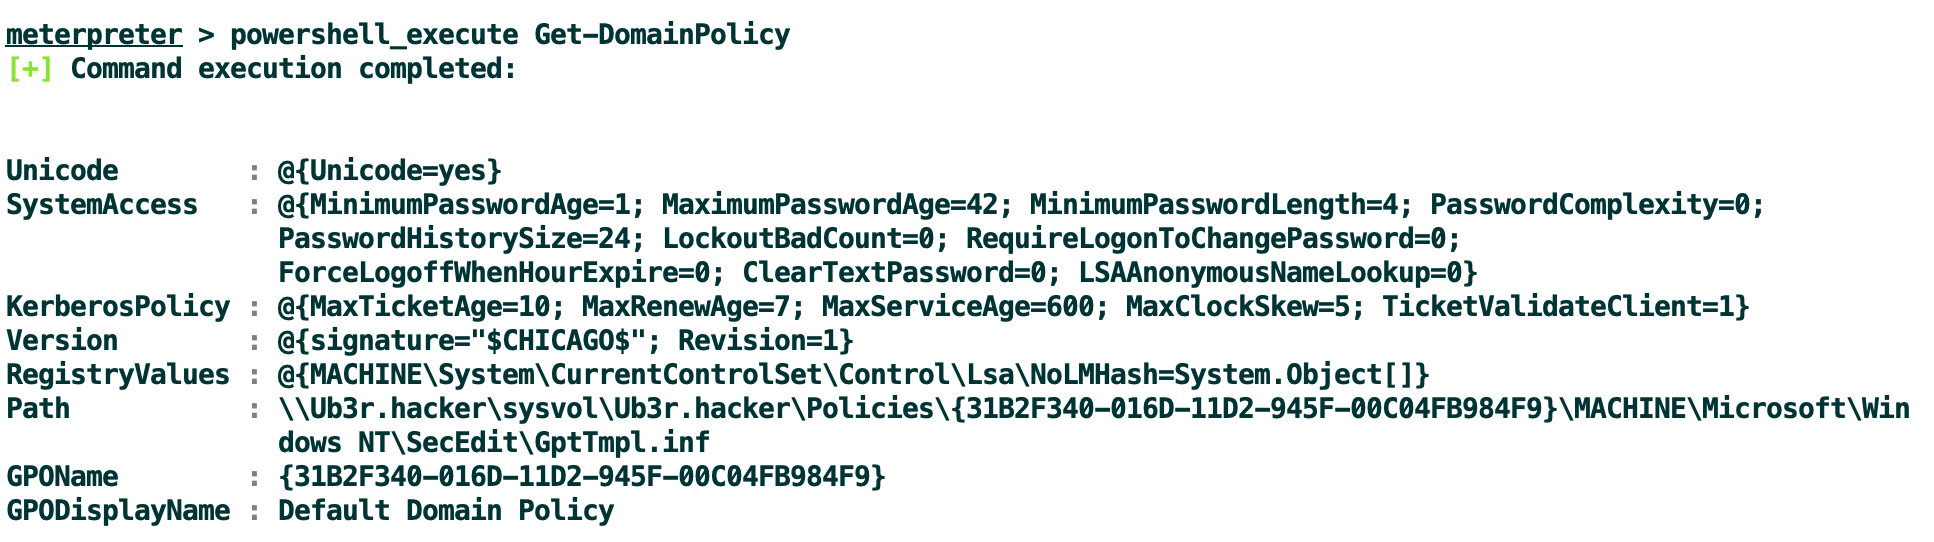 meterpreter > powershell_execute Get-DomainPolicy
[+] Command execution completed:
Unicode : @{Unicode=yes}
SystemAccess : @{MinimumPasswordAge=1; MaximumPasswordAge=42; MinimumPasswordLength=4; PasswordComplexity=0;
PasswordHistorySize=24; LockoutBadCount=0; RequireLogonToChangePassword=0;
ForceLogoffWhenHourExpire=0; ClearTextPassword=0; LSAAnonymousNameLookup=0}
KerberosPolicy : @{MaxTicketAge=10; MaxRenewAge=7; MaxServiceAge=600; MaxClockSkew=5; TicketValidateClient=1}
Version : @{signature="$CHICAGO$"; Revision=1}
RegistryValues : @{MACHINE\System\CurrentControlSet\Control\Lsa\NoLMHash=System.Object[]}
Path : \\Ub3r.hacker\sysvol\Ub3r.hacker\Policies\{31B2F340-016D-11D2-945F-00C04FB984F9}\MACHINE\Microsoft\Win
dows NT\SecEdit\GptTmpl.inf
GPOName : {31B2F340-016D-11D2-945F-00C04FB984F9}
GPODisplayName : Default Domain Policy